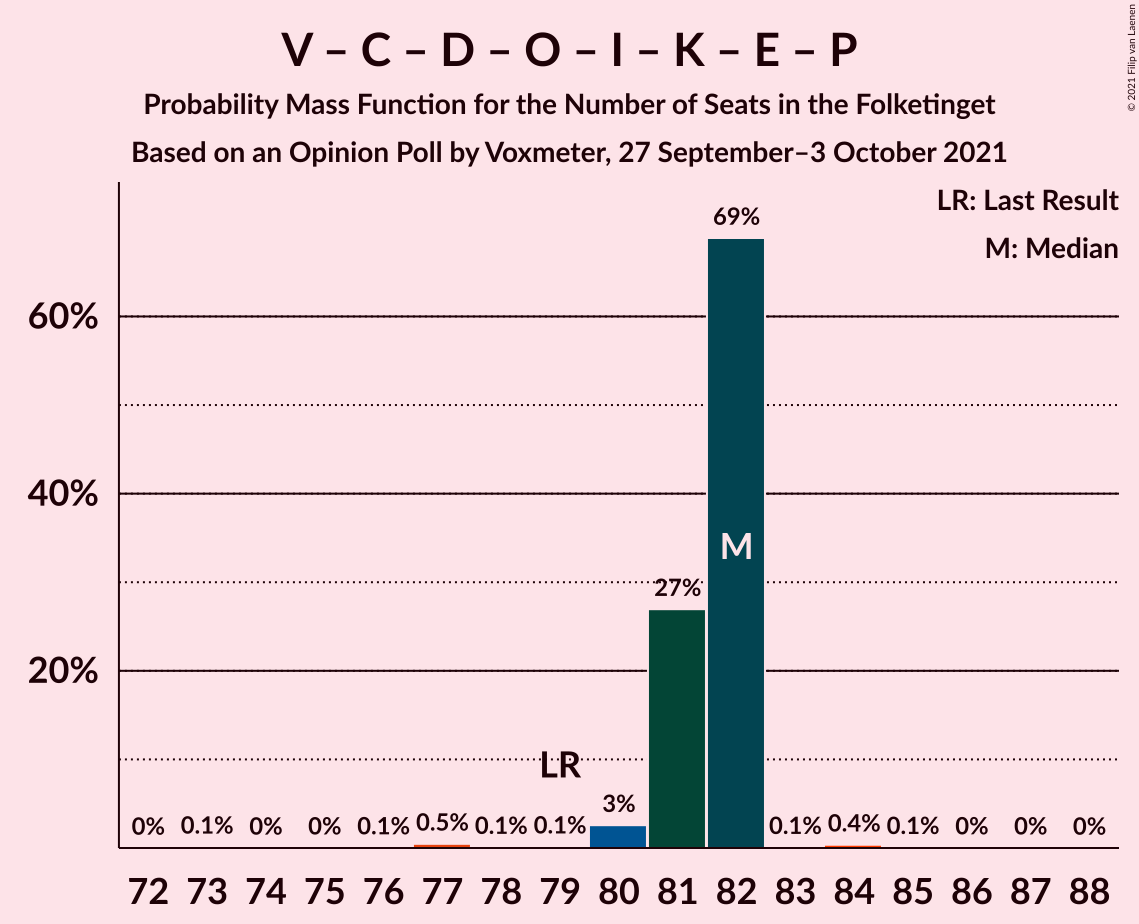 V – C – D – O – I – K – E – P
Probability Mass Function for the Number of Seats in the Folketinget
Based on an Opinion Poll by Voxmeter, 27 September–3 October 2021
© 2021 Filip van Laenen
LR: Last Result
M: Median
69%
60%
40%
M
27%
20%
LR
3%
0% 0.1% 0% 0% 0.1% 0.5% 0.1% 0.1% 0.1% 0.4% 0.1% 0% 0% 0%
72 73 74 75 76 77 78 79 80 81 82 83 84 85 86 87 88